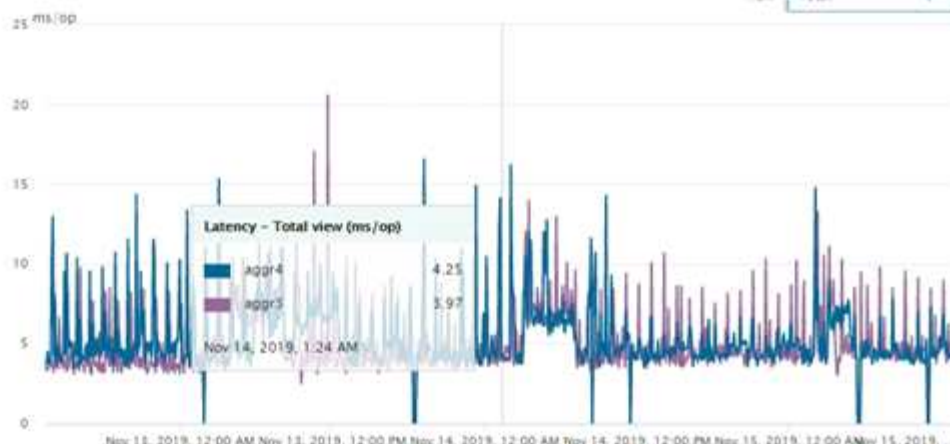 ms/op
25
20
15
10
5
0
Latency - Total view (ms/op)
aggr4 4.25
3.97
Nov 14, 2019, 1:24 AM
Nov 13, 2019, 12:00 AM Nov 13, 2019, 12:00 PM Nov 14, 2019, 12:00 AM Nov 14, 2019, 12:00 PM Nov 15, 2019, 12:00 AM Nov 15, 2019,